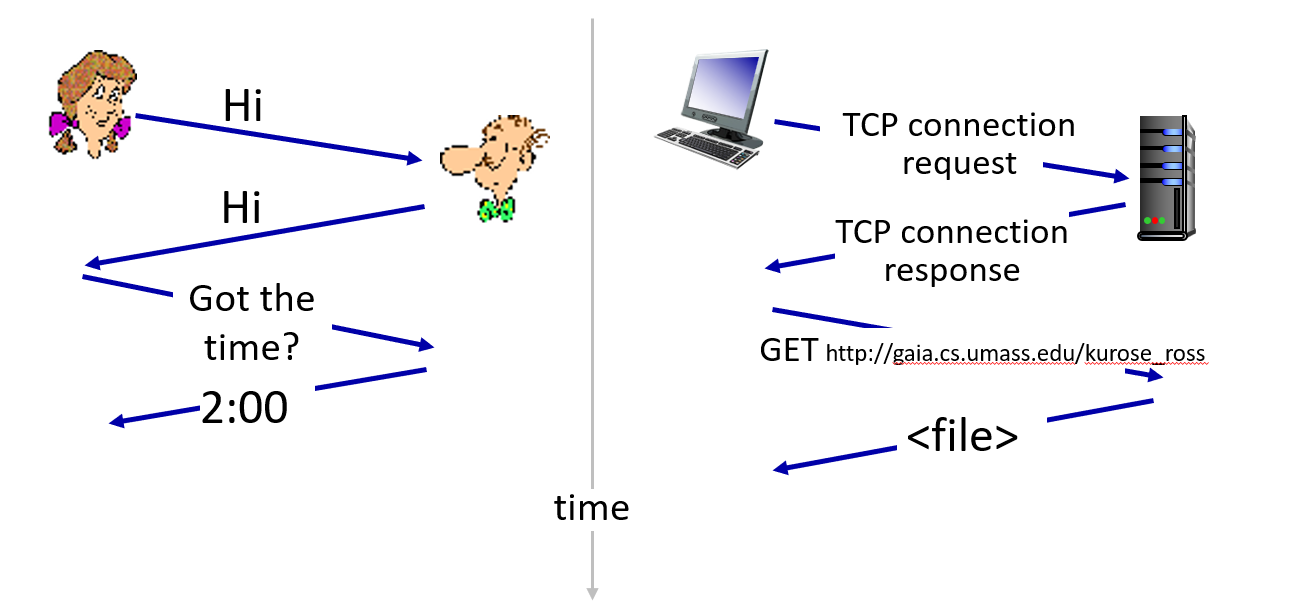 Hi
Hi
Got the
time?
2:00
time
TCP connection
request
TCP connection
response
GET http://gaia.cs.umass.edu/kurose_ross
<file>